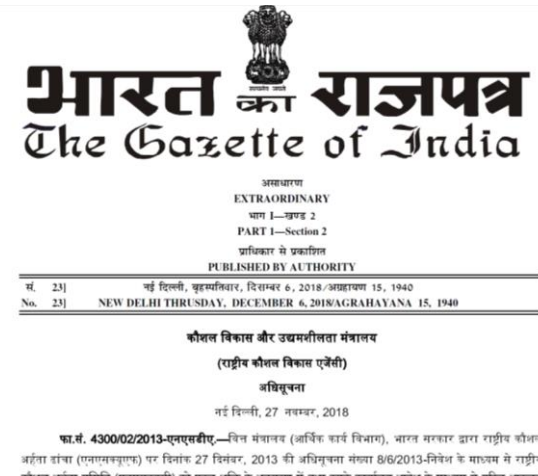 भारत का राजपत्र
The Gazette of India
असाधारण
EXTRAORDINARY
भाग I—खण्ड 2
PART 1—Section 2
प्राधिकार से प्रकाशित
PUBLISHED BY AUTHORITY
सं. 23] नई दिल्ली, बृहस्पतिवार, दिसम्बर 6, 2018/अग्रहायण 15, 1940
No. 23] NEW DELHI THRUSDAY, DECEMBER 6, 2018/AGRAHAYANA 15, 1940
कौशल विकास और उद्यमशीलता मंत्रालय
(राष्ट्रीय कौशल विकास एजेंसी)
अधिसूचना
नई दिल्ली, 27 नवम्बर, 2018
फा.सं. 4300/02/2013-एनएसडीए.—वित्त मंत्रालय (आर्थिक कार्य विभाग), भारत सरकार द्वारा राष्ट्रीय कौशल
अर्हता ढांचा (एनएसक्यूएफ) पर दिनांक 27 दिसंबर, 2013 की अधिसूचना संख्या 8/6/2013-निवेश के माध्यम से